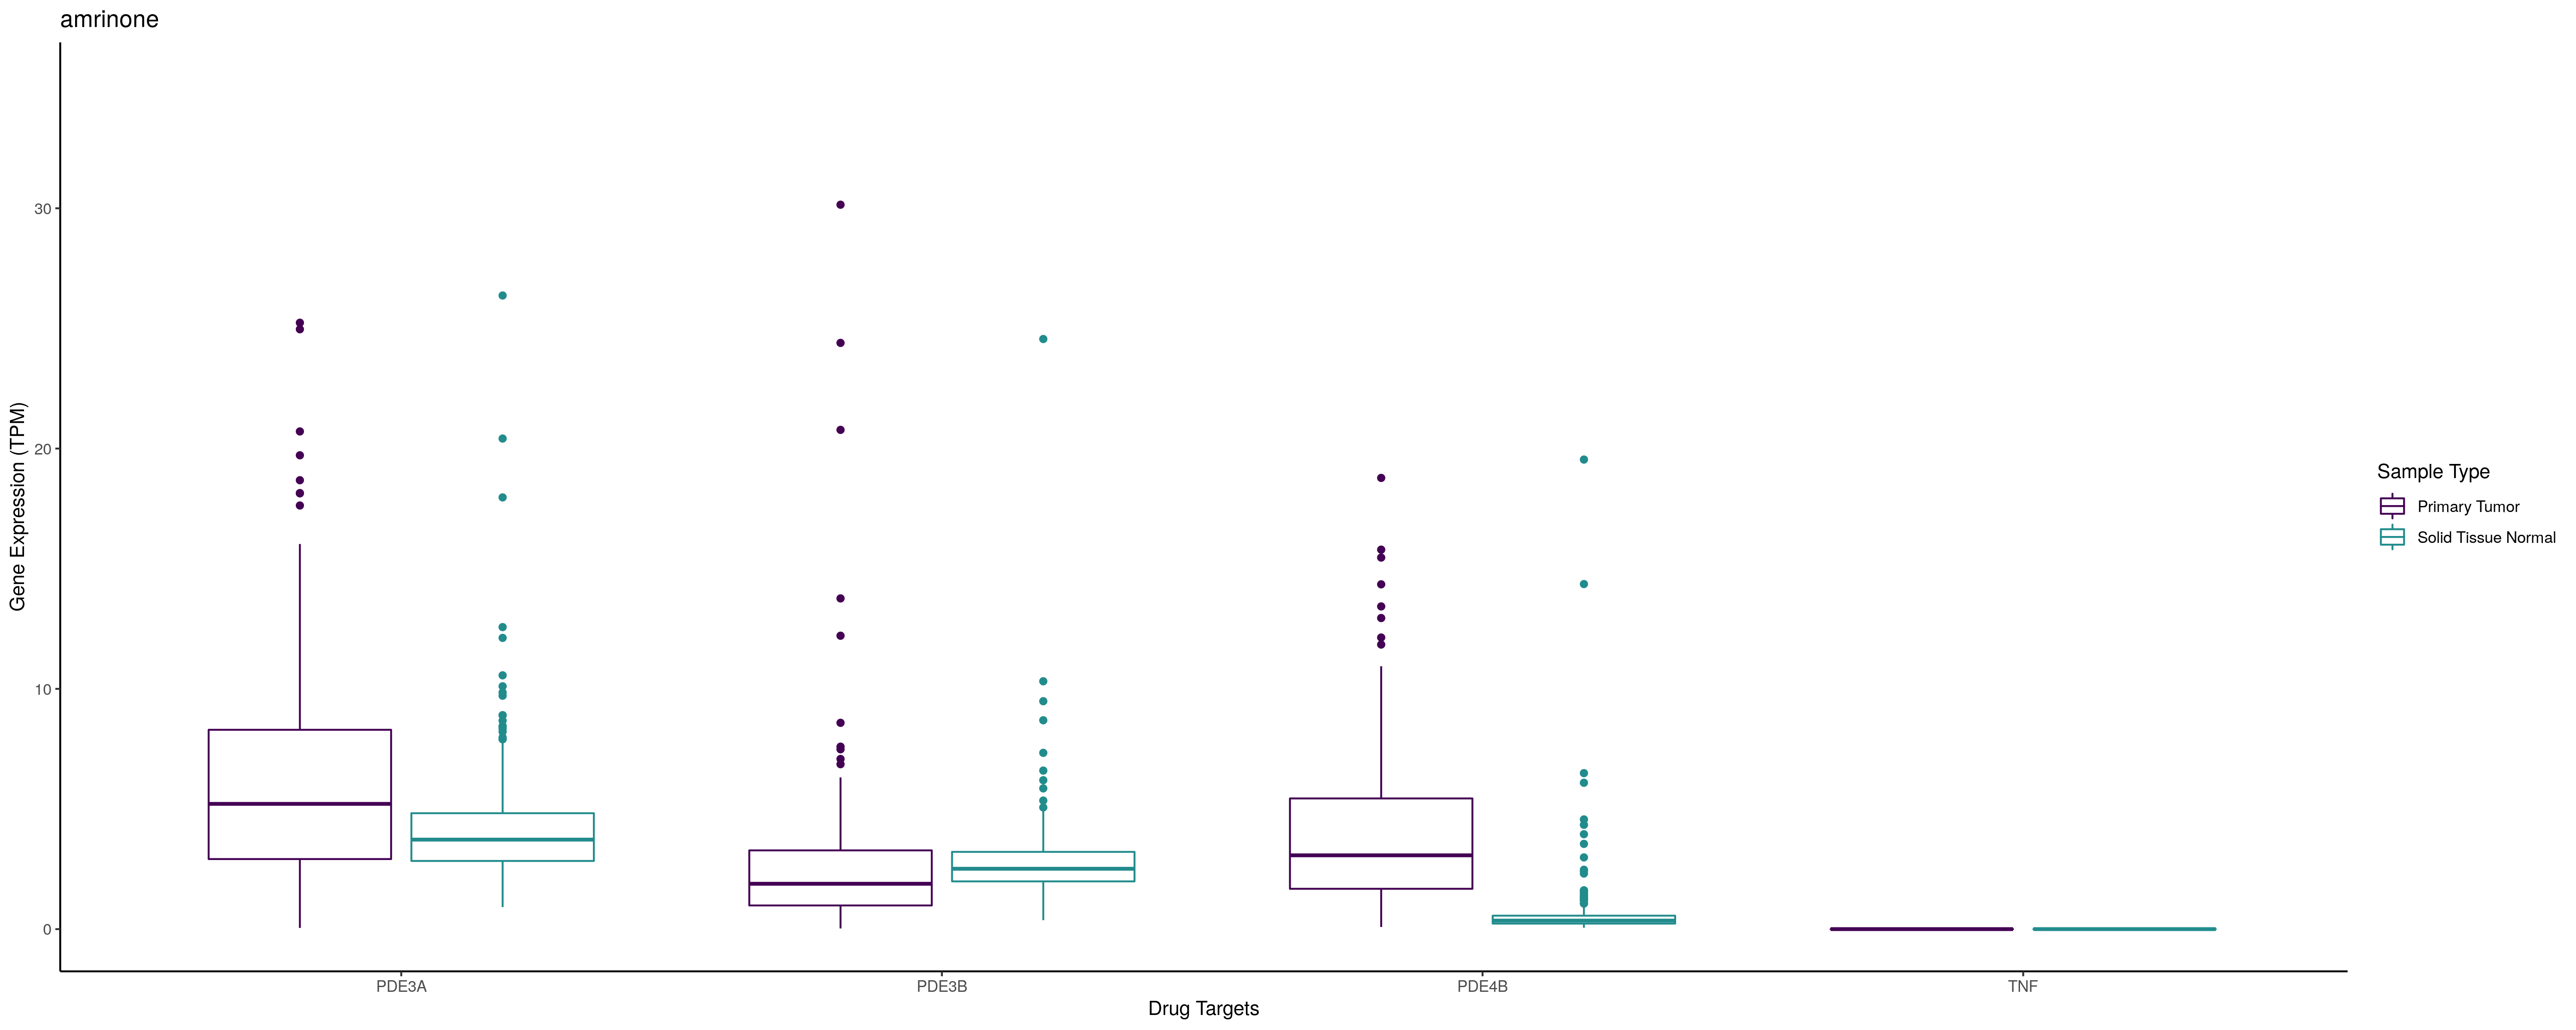 amrinone
Gene Expression (TPM)
30
20
10
0
PDE3A
PDE3B
PDE4B
TNF
Drug Targets
Sample Type
Primary Tumor
Solid Tissue Normal